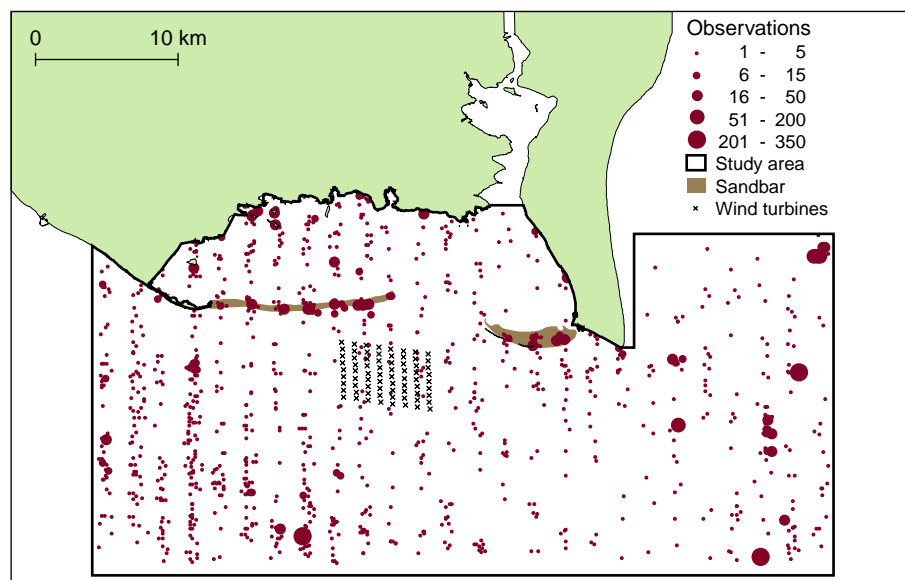 0 10 km
Observations
1 - 5
6 - 15
16 - 50
51 - 200
201 - 350
Study area
Sandbar
Wind turbines